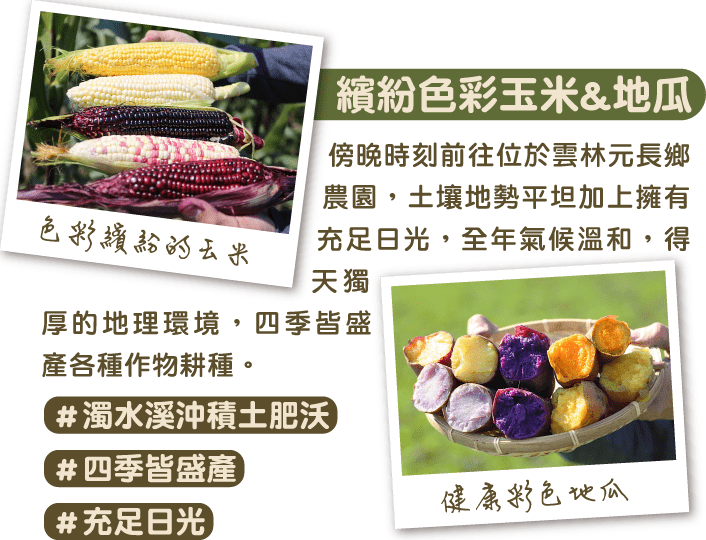 繽紛色彩玉米&地瓜
傍晚時刻前往位於雲林元長鄉
農園，土壤地勢平坦加上擁有
充足日光，全年氣候溫和，得
天獨
厚的地理環境，四季皆盛
產各種作物耕種。
色彩繽紛的玉米
#濁水溪沖積土肥沃
#四季皆盛產
#充足日光
健康彩色地瓜